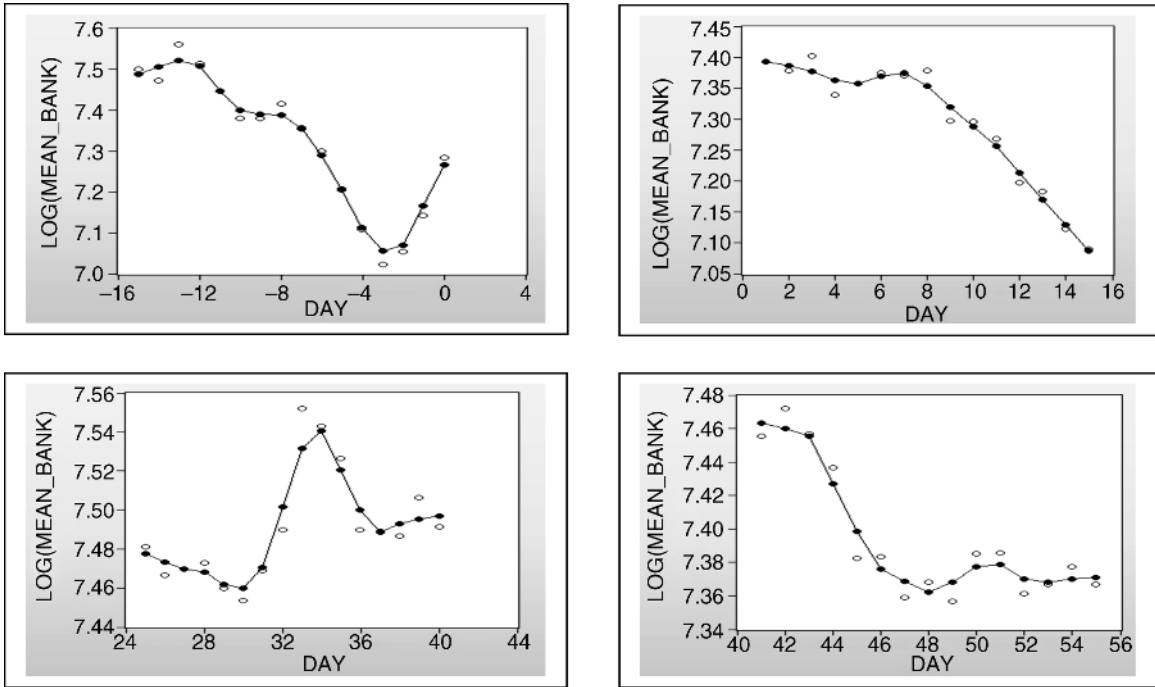 7.6
7.5
7.4
7.3
7.2
7.1
7.0
LOG(MEAN_BANK)
−16 −12 −8 −4 0 4
DAY
7.45
7.40
7.35
7.30
7.25
7.20
7.15
7.10
7.05
LOG(MEAN_BANK)
0 2 4 6 8 10 12 14 16
DAY
7.56
7.54
7.52
7.50
7.48
7.46
7.44
LOG(MEAN_BANK)
24 28 32 36 40 44
DAY
7.48
7.46
7.44
7.42
7.40
7.38
7.36
7.34
LOG(MEAN_BANK)
40 42 44 46 48 50 52 54 56
DAY